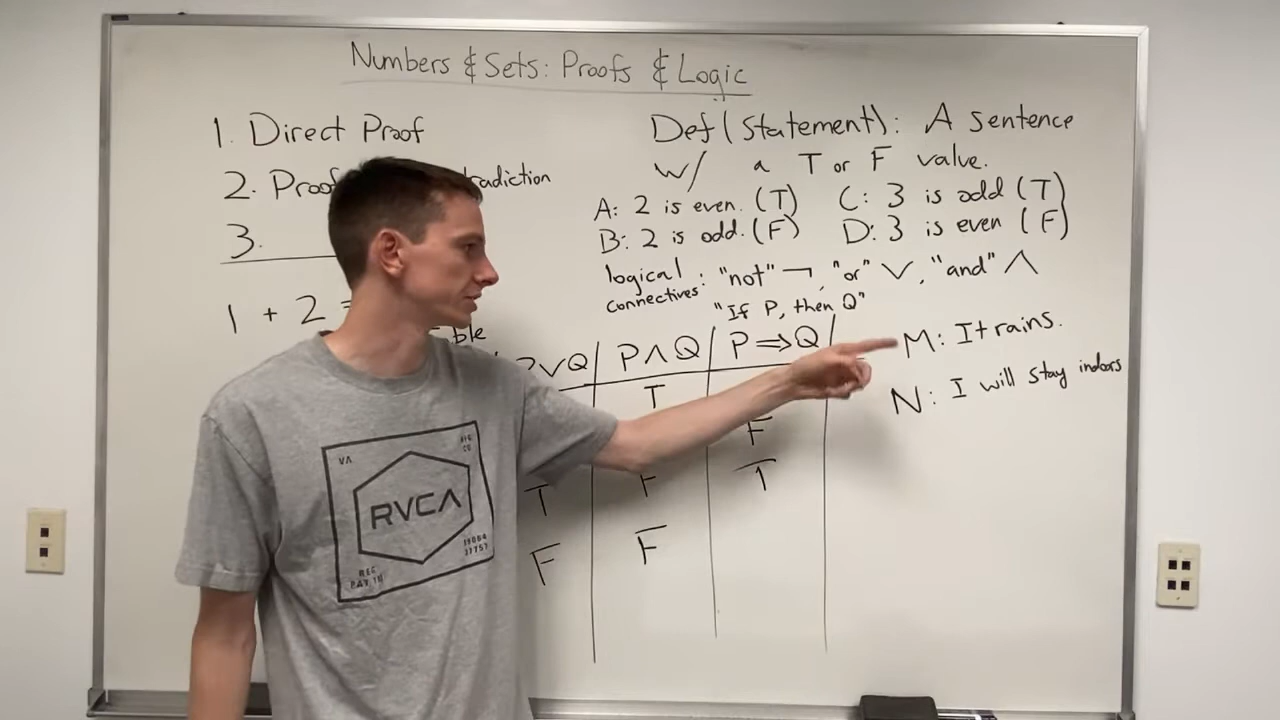 Numbers & Sets: Proofs & Logic
1. Direct Proof
2. Proof
3.
1 + 2 =
Def (Statement): A sentence
w/ a T or F value.
A: 2 is even. (T) C: 3 is odd (T)
B: 2 is odd. (F) D: 3 is even (F)
logical connectives: "not" ¬, "or" ∨, "and" ∧
"If P, then Q"
∨Q P∧Q P⇒Q
T
F
T F T
F F
M: It rains.
N: I will stay indoors
VA
RVCA